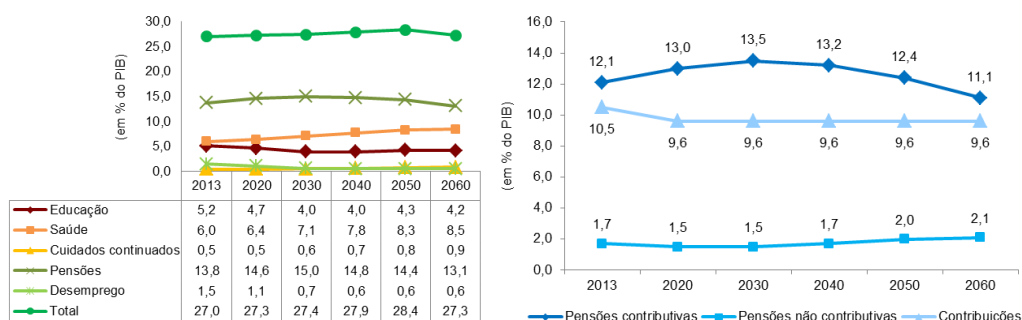 30,0
25,0
20,0
15,0
10,0
5,0
0,0
(em % do PIB)
2013 2020 2030 2040 2050 2060
Educação 5,2 4,7 4,0 4,0 4,3 4,2
Saúde 6,0 6,4 7,1 7,8 8,3 8,5
Cuidados continuados 0,5 0,5 0,6 0,7 0,8 0,9
Pensões 13,8 14,6 15,0 14,8 14,4 13,1
Desemprego 1,5 1,1 0,7 0,6 0,6 0,6
Total 27,0 27,3 27,4 27,9 28,4 27,3
16,0
14,0
12,0
10,0
8,0
6,0
4,0
2,0
0,0
(em % do PIB)
12,1 13,0 13,5 13,2 12,4 11,1
10,5 9,6 9,6 9,6 9,6 9,6
1,7 1,5 1,5 1,7 2,0 2,1
2013 2020 2030 2040 2050 2060
Pensões contributivas Pensões não contributivas Contribuições